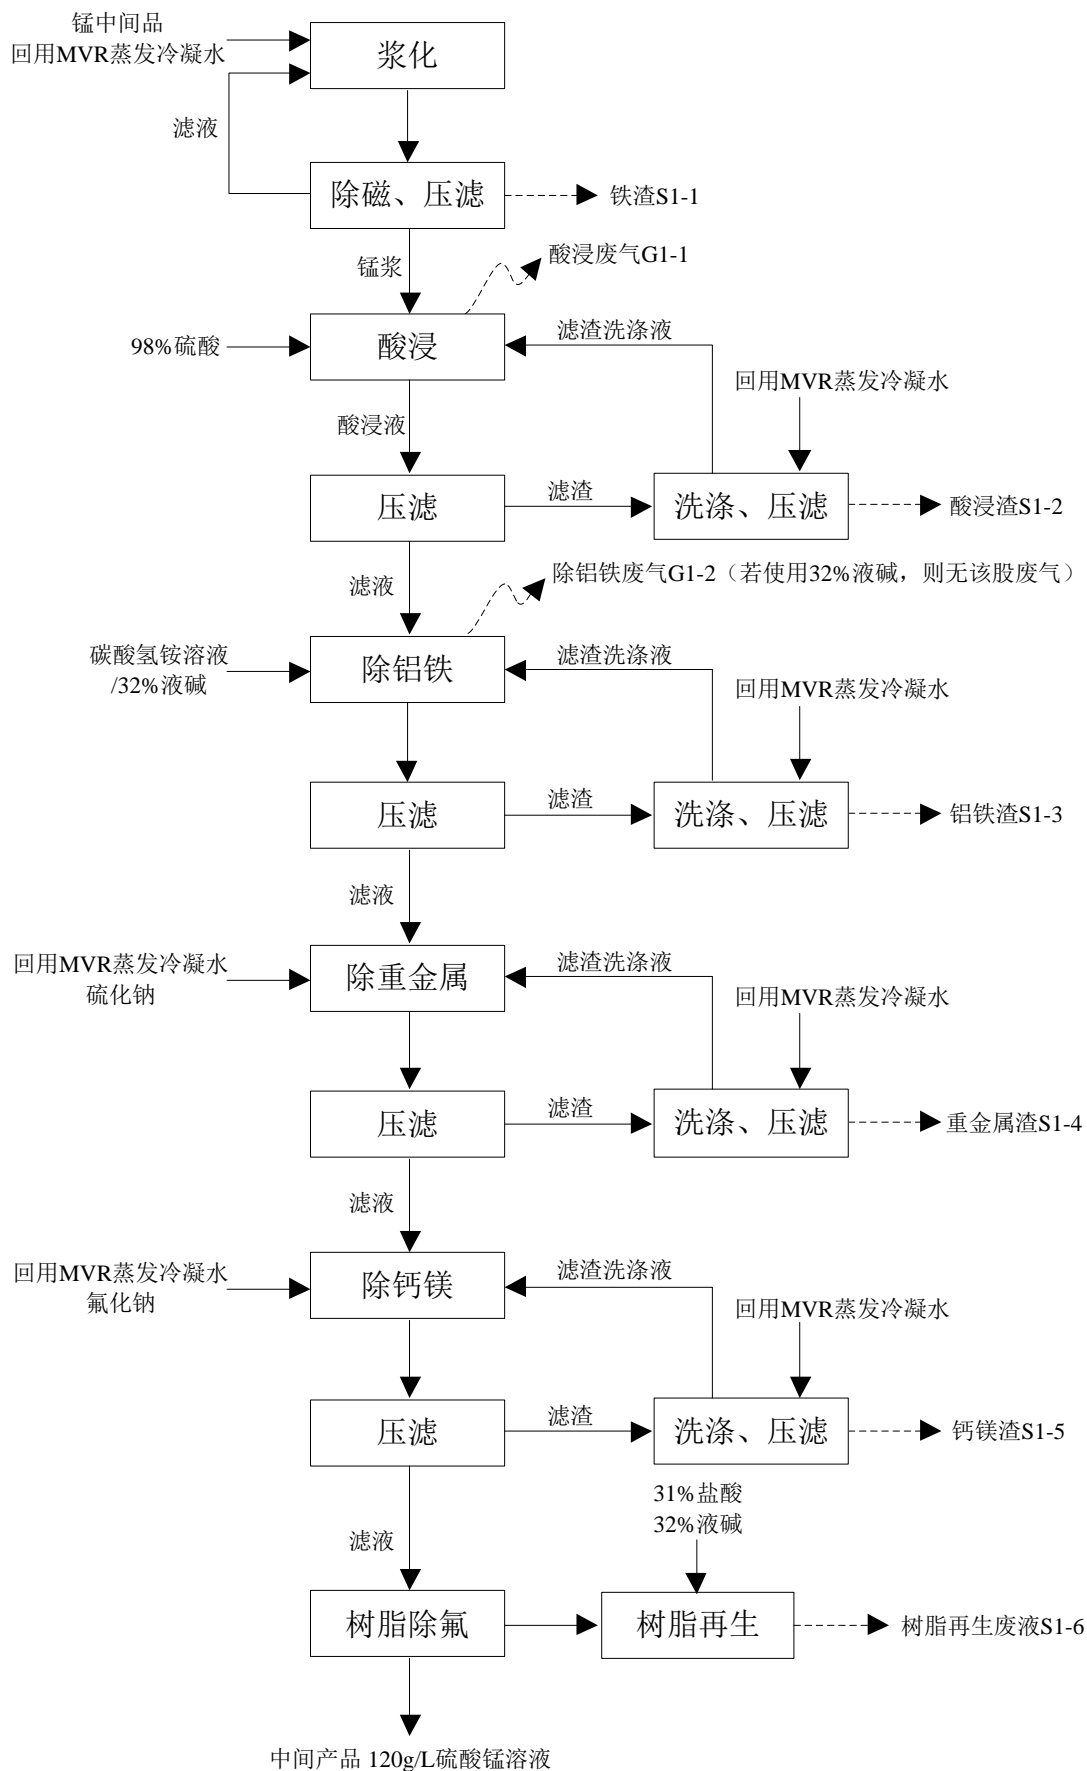 锰中间品
回用MVR蒸发冷凝水
浆化
滤液
除磁、压滤
铁渣S1-1
锰浆
酸浸废气G1-1
98%硫酸
酸浸
滤渣洗涤液
回用MVR蒸发冷凝水
酸浸液
压滤
滤渣
洗涤、压滤
酸浸渣S1-2
滤液
除铝铁废气G1-2（若使用32%液碱，则无该股废气）
碳酸氢铵溶液
/32%液碱
除铝铁
滤渣洗涤液
回用MVR蒸发冷凝水
压滤
滤渣
洗涤、压滤
铝铁渣S1-3
滤液
回用MVR蒸发冷凝水
硫化钠
除重金属
滤渣洗涤液
回用MVR蒸发冷凝水
压滤
滤渣
洗涤、压滤
重金属渣S1-4
滤液
回用MVR蒸发冷凝水
氟化钠
除钙镁
滤渣洗涤液
回用MVR蒸发冷凝水
压滤
滤渣
洗涤、压滤
钙镁渣S1-5
31%盐酸
32%液碱
滤液
树脂除氟
树脂再生
树脂再生废液S1-6
中间产品 120g/L硫酸锰溶液